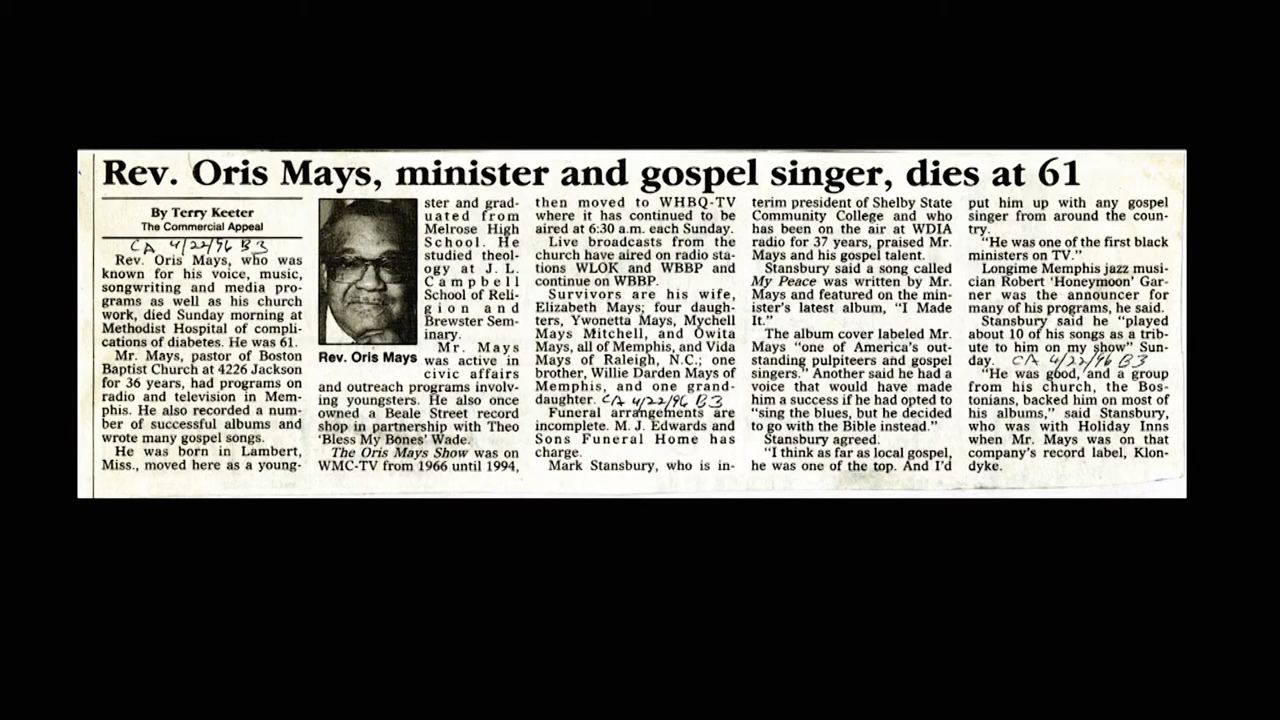 Rev. Oris Mays, minister and gospel singer, dies at 61
By Terry Keeter
The Commercial Appeal
CA 4/22/96 B3
Rev. Oris Mays, who was
known for his voice, music,
songwriting and media pro-
grams as well as his church
work, died Sunday morning at
Methodist Hospital of compli-
cations of diabetes. He was 61.
Mr. Mays, pastor of Boston
Baptist Church at 4226 Jackson
for 36 years, had programs on
radio and television in Mem-
phis. He also recorded a num-
ber of successful albums and
wrote many gospel songs.
He was born in Lambert,
Miss., moved here as a young-
Rev. Oris Mays
ster and grad-
uated from
Melrose High
School. He
studied theol-
ogy at J. L.
Campbell
School of Reli-
gion and
Brewster Sem-
inary.
Mr. Mays
was active in
civic affairs
and outreach programs involv-
ing youngsters. He also once
owned a Beale Street record
shop in partnership with Theo
'Bless My Bones' Wade.
The Oris Mays Show was on
WMC-TV from 1966 until 1994,
then moved to WHBQ-TV
where it has continued to be
aired at 6:30 a.m. each Sunday.
Live broadcasts from the
church have aired on radio sta-
tions WLOK and WBBP and
continue on WBBP.
Survivors are his wife,
Elizabeth Mays; four daugh-
ters, Ywonetta Mays, Mychell
Mays Mitchell, and Owita
Mays, all of Memphis, and Vida
Mays of Raleigh, N.C.; one
brother, Willie Darden Mays of
Memphis, and one grand-
daughter. CA 4/22/96 B3
Funeral arrangements are
incomplete. M. J. Edwards and
Sons Funeral Home has
charge.
Mark Stansbury, who is in-
terim president of Shelby State
Community College and who
has been on the air at WDIA
radio for 37 years, praised Mr.
Mays and his gospel talent.
Stansbury said a song called
My Peace was written by Mr.
Mays and featured on the min-
ister's latest album, "I Made
It."
The album cover labeled Mr.
Mays "one of America's out-
standing pulpiteers and gospel
singers." Another said he had a
voice that would have made
him a success if he had opted to
"sing the blues, but he decided
to go with the Bible instead."
Stansbury agreed.
"I think as far as local gospel,
he was one of the top. And I'd
put him up with any gospel
singer from around the coun-
try.
"He was one of the first black
ministers on TV."
Longime Memphis jazz musi-
cian Robert 'Honeymoon' Gar-
ner was the announcer for
many of his programs, he said.
Stansbury said he "played
about 10 of his songs as a trib-
ute to him on my show" Sun-
day. CA 4/22/96 B3
"He was good, and a group
from his church, the Bos-
tonians, backed him on most of
his albums," said Stansbury,
who was with Holiday Inns
when Mr. Mays was on that
company's record label, Klon-
dyke.